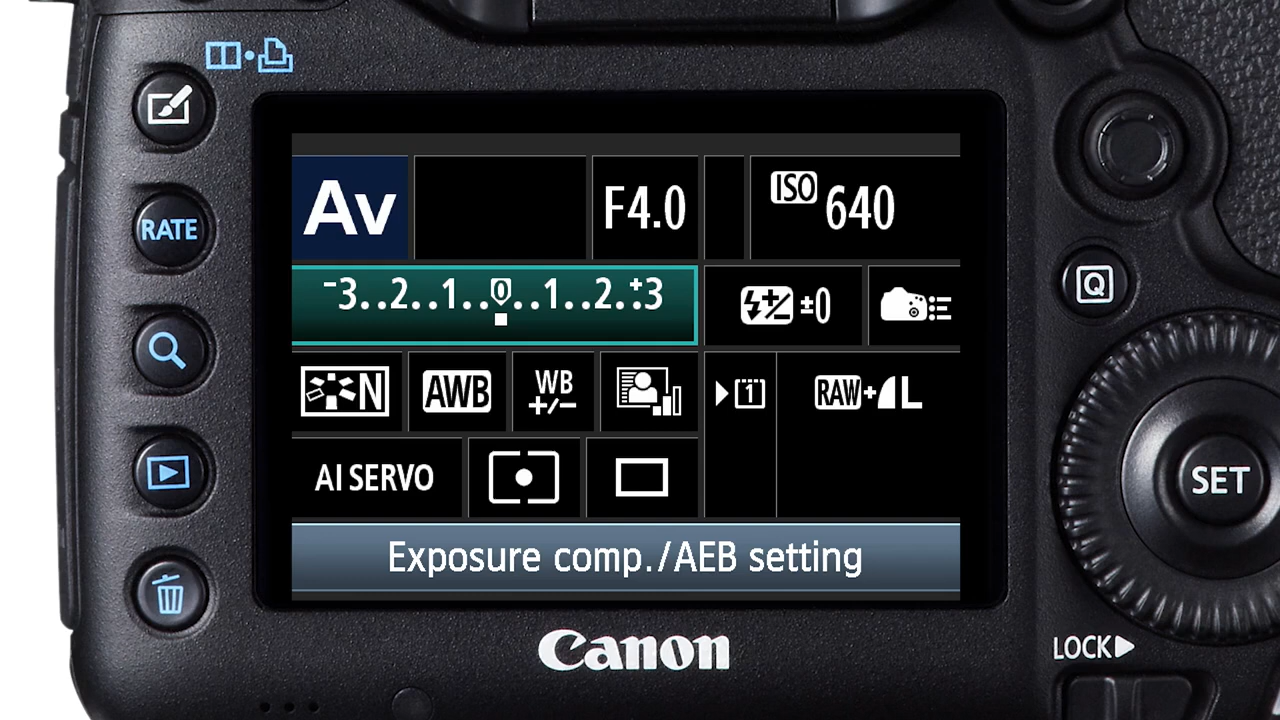 Av F4.0 ISO 640
RATE
-3..2..1..0..1..2..+3 ±0
Q
N AWB WB +/- 1 RAW+L
AI SERVO
SET
Exposure comp./AEB setting
Canon
LOCK